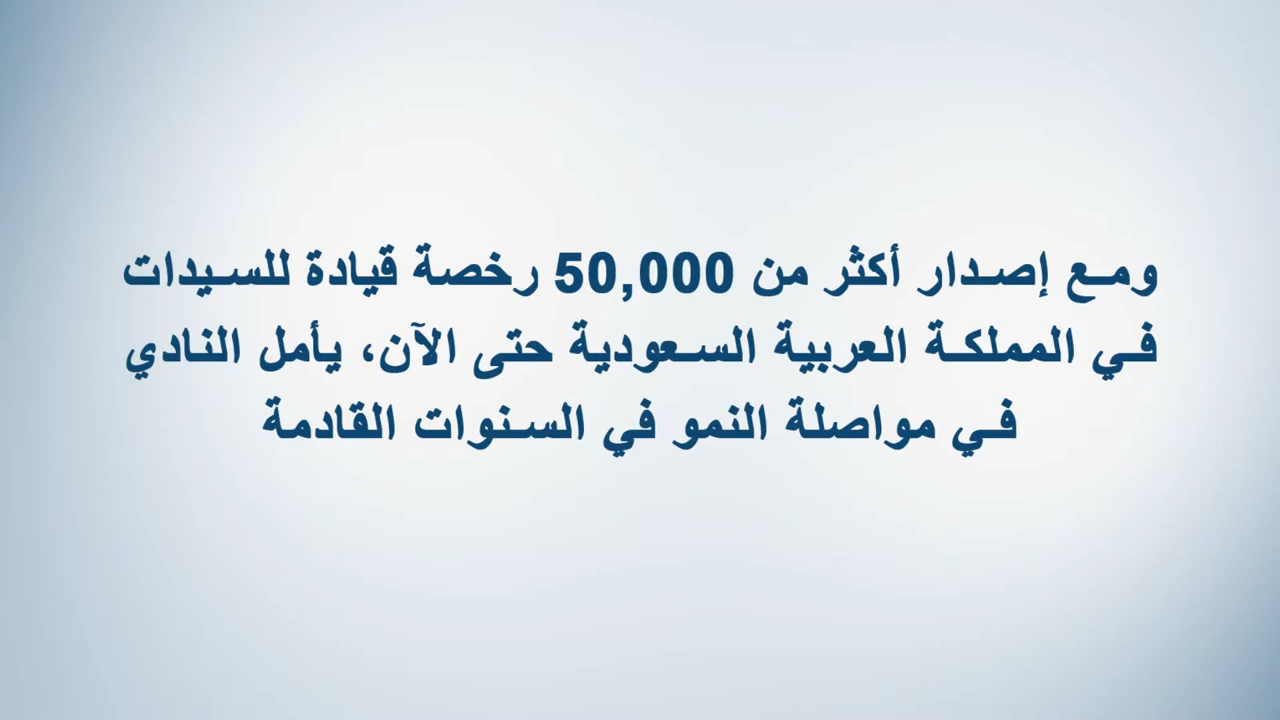 ومع إصدار أكثر من 50,000 رخصة قيادة للسيدات
في المملكة العربية السعودية حتى الآن، يأمل النادي
في مواصلة النمو في السنوات القادمة